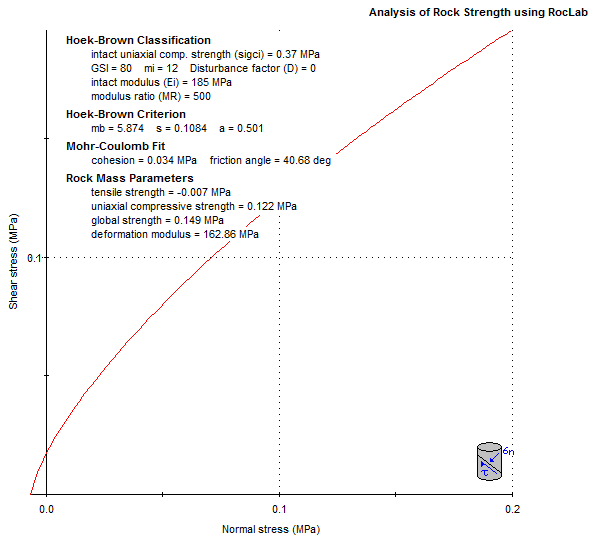 Analysis of Rock Strength using RocLab
Hoek-Brown Classification
intact uniaxial comp. strength (sigci) = 0.37 MPa
GSI = 80 mi = 12 Disturbance factor (D) = 0
intact modulus (Ei) = 185 MPa
modulus ratio (MR) = 500
Hoek-Brown Criterion
mb = 5.874 s = 0.1084 a = 0.501
Mohr-Coulomb Fit
cohesion = 0.034 MPa friction angle = 40.68 deg
Rock Mass Parameters
tensile strength = -0.007 MPa
uniaxial compressive strength = 0.122 MPa
global strength = 0.149 MPa
deformation modulus = 162.86 MPa
Shear stress (MPa)
0.1
σn
τ
0.0 0.1 0.2
Normal stress (MPa)